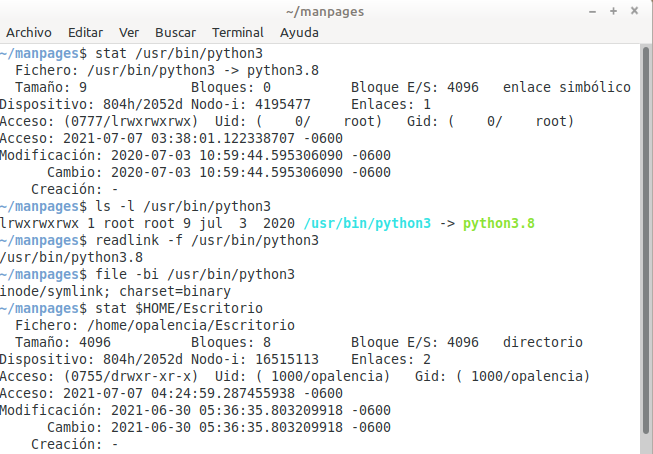 ~/manpages
Archivo Editar Ver Buscar Terminal Ayuda
~/manpages$ stat /usr/bin/python3
  Fichero: /usr/bin/python3 -> python3.8
  Tamaño: 9             Bloques: 0          Bloque E/S: 4096   enlace simbólico
Dispositivo: 804h/2052d Nodo-i: 4195477     Enlaces: 1
Acceso: (0777/lrwxrwxrwx)  Uid: (    0/    root)   Gid: (    0/    root)
Acceso: 2021-07-07 03:38:01.122338707 -0600
Modificación: 2020-07-03 10:59:44.595306090 -0600
      Cambio: 2020-07-03 10:59:44.595306090 -0600
    Creación: -
~/manpages$ ls -l /usr/bin/python3
lrwxrwxrwx 1 root root 9 jul  3  2020 /usr/bin/python3 -> python3.8
~/manpages$ readlink -f /usr/bin/python3
/usr/bin/python3.8
~/manpages$ file -bi /usr/bin/python3
inode/symlink; charset=binary
~/manpages$ stat $HOME/Escritorio
  Fichero: /home/opalencia/Escritorio
  Tamaño: 4096          Bloques: 8          Bloque E/S: 4096   directorio
Dispositivo: 804h/2052d Nodo-i: 16515113    Enlaces: 2
Acceso: (0755/drwxr-xr-x)  Uid: ( 1000/opalencia)   Gid: ( 1000/opalencia)
Acceso: 2021-07-07 04:24:59.287455938 -0600
Modificación: 2021-06-30 05:36:35.803209918 -0600
      Cambio: 2021-06-30 05:36:35.803209918 -0600
    Creación: -